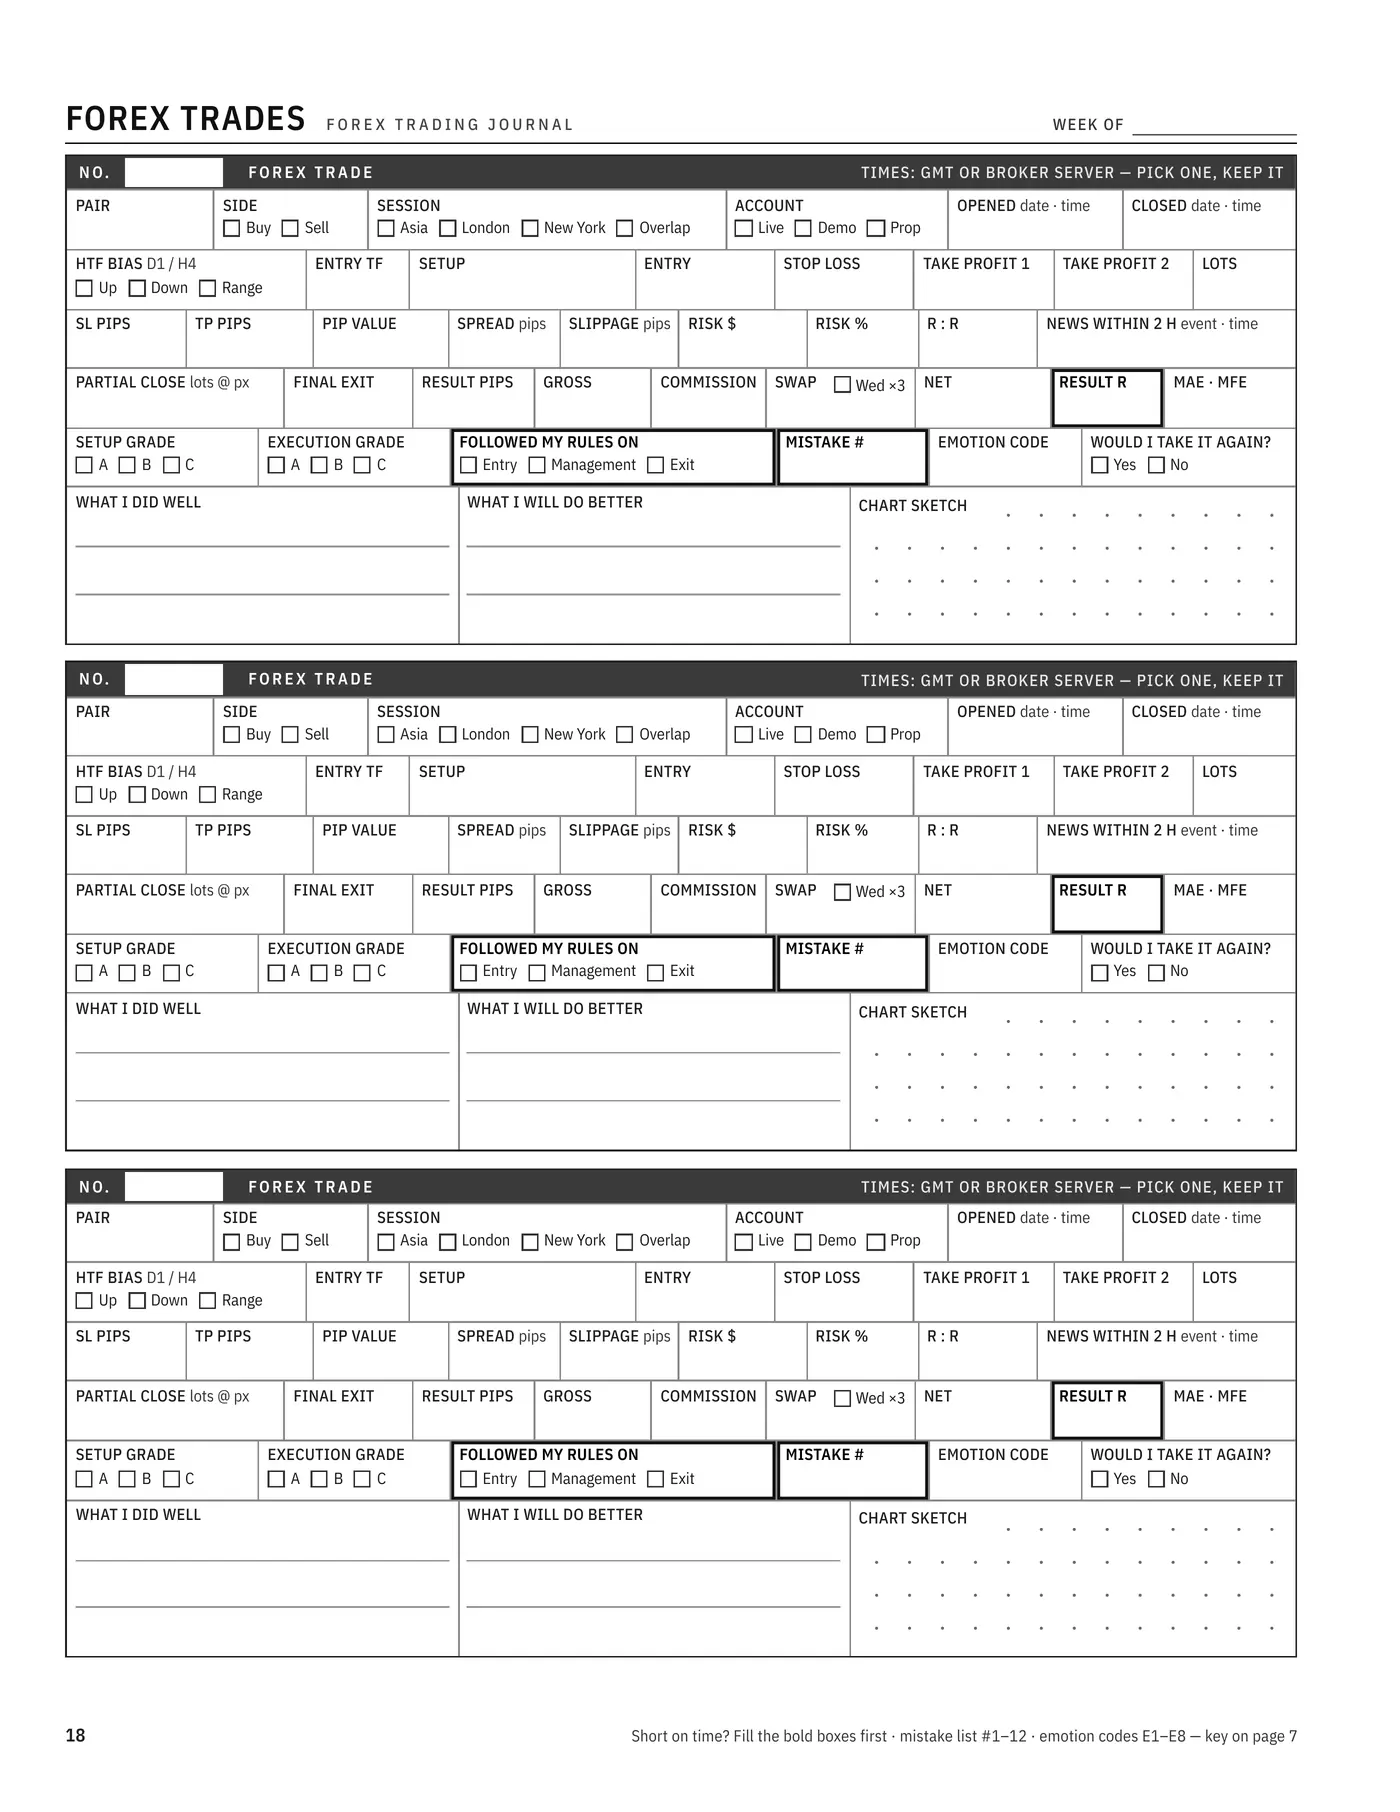 FOREX TRADES FOREX TRADING JOURNAL WEEK OF
NO. FOREX TRADE TIMES: GMT OR BROKER SERVER — PICK ONE, KEEP IT
PAIR SIDE SESSION ACCOUNT OPENED date · time CLOSED date · time
Buy Sell Asia London New York Overlap Live Demo Prop
HTF BIAS D1 / H4 ENTRY TF SETUP ENTRY STOP LOSS TAKE PROFIT 1 TAKE PROFIT 2 LOTS
Up Down Range
SL PIPS TP PIPS PIP VALUE SPREAD pips SLIPPAGE pips RISK $ RISK % R : R NEWS WITHIN 2 H event · time
PARTIAL CLOSE lots @ px FINAL EXIT RESULT PIPS GROSS COMMISSION SWAP Wed ×3 NET RESULT R MAE · MFE
SETUP GRADE EXECUTION GRADE FOLLOWED MY RULES ON MISTAKE # EMOTION CODE WOULD I TAKE IT AGAIN?
A B C A B C Entry Management Exit Yes No
WHAT I DID WELL WHAT I WILL DO BETTER CHART SKETCH
NO. FOREX TRADE TIMES: GMT OR BROKER SERVER — PICK ONE, KEEP IT
PAIR SIDE SESSION ACCOUNT OPENED date · time CLOSED date · time
Buy Sell Asia London New York Overlap Live Demo Prop
HTF BIAS D1 / H4 ENTRY TF SETUP ENTRY STOP LOSS TAKE PROFIT 1 TAKE PROFIT 2 LOTS
Up Down Range
SL PIPS TP PIPS PIP VALUE SPREAD pips SLIPPAGE pips RISK $ RISK % R : R NEWS WITHIN 2 H event · time
PARTIAL CLOSE lots @ px FINAL EXIT RESULT PIPS GROSS COMMISSION SWAP Wed ×3 NET RESULT R MAE · MFE
SETUP GRADE EXECUTION GRADE FOLLOWED MY RULES ON MISTAKE # EMOTION CODE WOULD I TAKE IT AGAIN?
A B C A B C Entry Management Exit Yes No
WHAT I DID WELL WHAT I WILL DO BETTER CHART SKETCH
NO. FOREX TRADE TIMES: GMT OR BROKER SERVER — PICK ONE, KEEP IT
PAIR SIDE SESSION ACCOUNT OPENED date · time CLOSED date · time
Buy Sell Asia London New York Overlap Live Demo Prop
HTF BIAS D1 / H4 ENTRY TF SETUP ENTRY STOP LOSS TAKE PROFIT 1 TAKE PROFIT 2 LOTS
Up Down Range
SL PIPS TP PIPS PIP VALUE SPREAD pips SLIPPAGE pips RISK $ RISK % R : R NEWS WITHIN 2 H event · time
PARTIAL CLOSE lots @ px FINAL EXIT RESULT PIPS GROSS COMMISSION SWAP Wed ×3 NET RESULT R MAE · MFE
SETUP GRADE EXECUTION GRADE FOLLOWED MY RULES ON MISTAKE # EMOTION CODE WOULD I TAKE IT AGAIN?
A B C A B C Entry Management Exit Yes No
WHAT I DID WELL WHAT I WILL DO BETTER CHART SKETCH
18 Short on time? Fill the bold boxes first · mistake list #1–12 · emotion codes E1–E8 — key on page 7